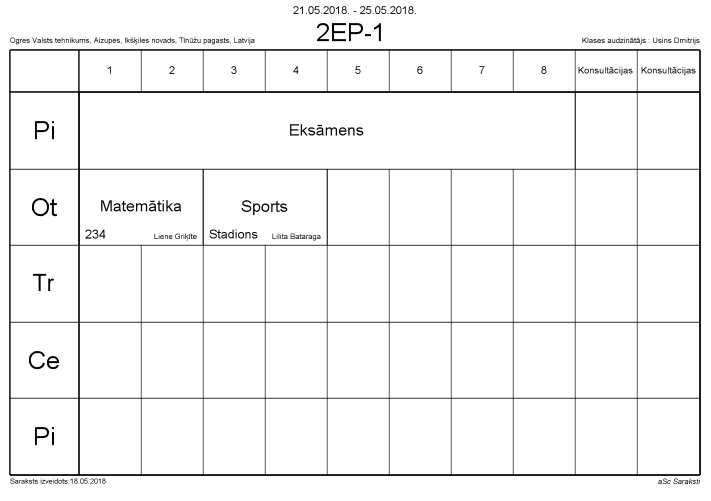 21.05.2018. - 25.05.2018.
Ogres Valsts tehnikums, Aizupes, Ikšķiles novads, Tīnūžu pagasts, Latvija
2EP-1
Klases audzinātājs : Usins Dmitrijs
1 2 3 4 5 6 7 8 Konsultācijas Konsultācijas
Pi
Eksāmens
Ot
Matemātika
234 Liene Griķīte
Sports
Stadions Lilita Bataraga
Tr
Ce
Pi
Saraksts izveidots:18.05.2018
aSc Saraksti